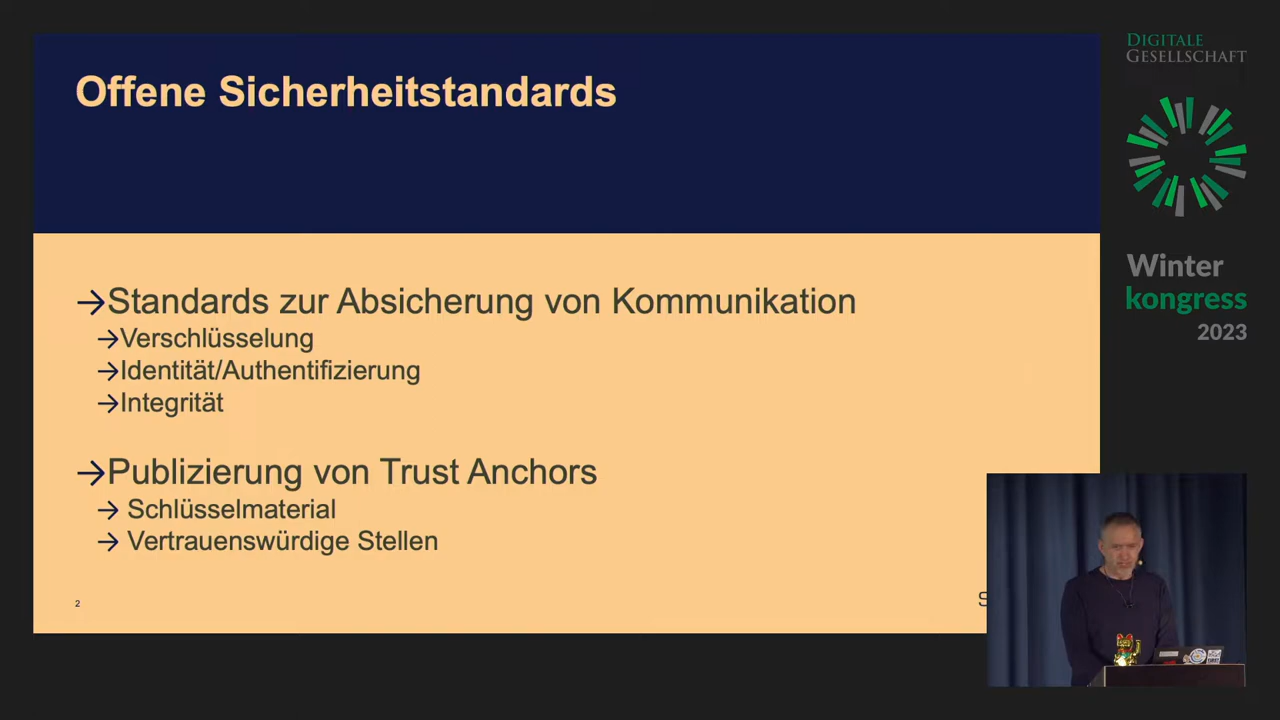 Offene Sicherheitstandards
→Standards zur Absicherung von Kommunikation
→Verschlüsselung
→Identität/Authentifizierung
→Integrität
→Publizierung von Trust Anchors
→ Schlüsselmaterial
→ Vertrauenswürdige Stellen
2
S
DIGITALE
GESELLSCHAFT
Winter
kongress
2023